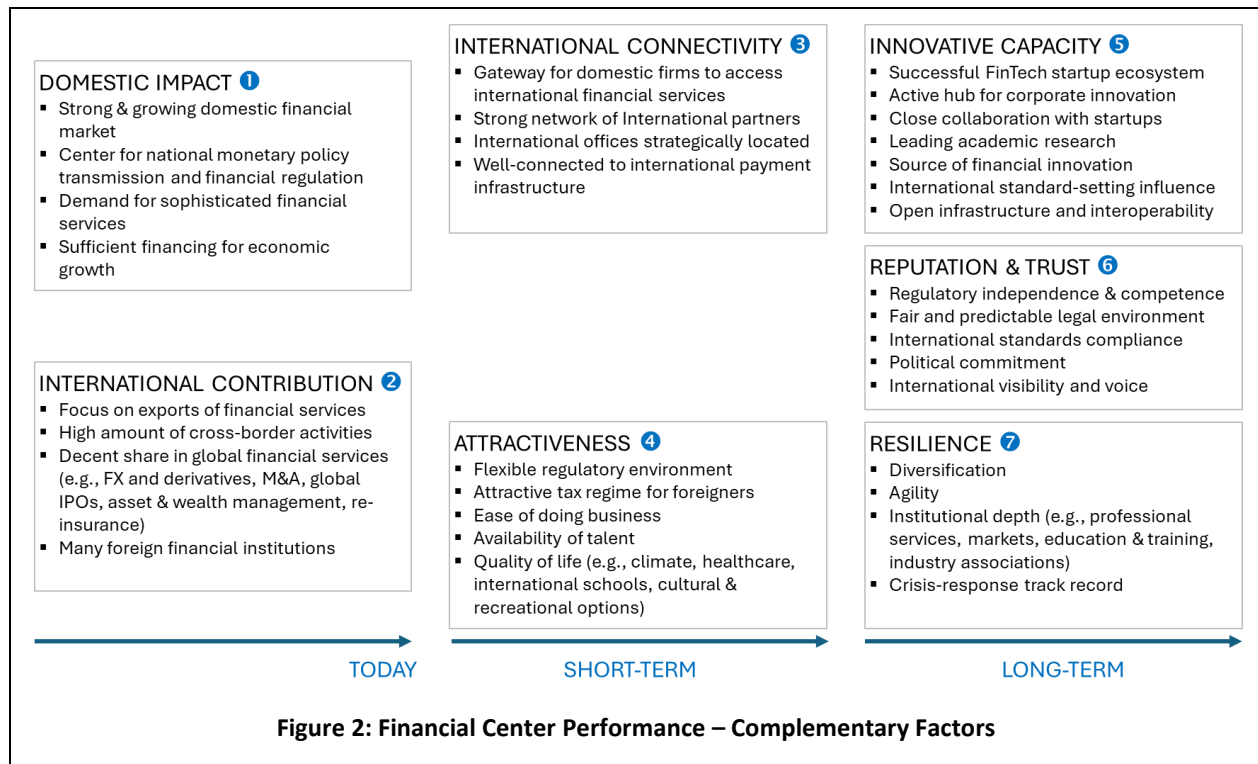 DOMESTIC IMPACT ❶
▪ Strong & growing domestic financial
market
▪ Center for national monetary policy
transmission and financial regulation
▪ Demand for sophisticated financial
services
▪ Sufficient financing for economic
growth
INTERNATIONAL CONTRIBUTION ❷
▪ Focus on exports of financial services
▪ High amount of cross-border activities
▪ Decent share in global financial services
(e.g., FX and derivatives, M&A, global
IPOs, asset & wealth management, re-
insurance)
▪ Many foreign financial institutions
INTERNATIONAL CONNECTIVITY ❸
▪ Gateway for domestic firms to access
international financial services
▪ Strong network of International partners
▪ International offices strategically located
▪ Well-connected to international payment
infrastructure
ATTRACTIVENESS ❹
▪ Flexible regulatory environment
▪ Attractive tax regime for foreigners
▪ Ease of doing business
▪ Availability of talent
▪ Quality of life (e.g., climate, healthcare,
international schools, cultural &
recreational options)
INNOVATIVE CAPACITY ❺
▪ Successful FinTech startup ecosystem
▪ Active hub for corporate innovation
▪ Close collaboration with startups
▪ Leading academic research
▪ Source of financial innovation
▪ International standard-setting influence
▪ Open infrastructure and interoperability
REPUTATION & TRUST ❻
▪ Regulatory independence & competence
▪ Fair and predictable legal environment
▪ International standards compliance
▪ Political commitment
▪ International visibility and voice
RESILIENCE ❼
▪ Diversification
▪ Agility
▪ Institutional depth (e.g., professional
services, markets, education & training,
industry associations)
▪ Crisis-response track record
TODAY
SHORT-TERM
LONG-TERM
Figure 2: Financial Center Performance – Complementary Factors